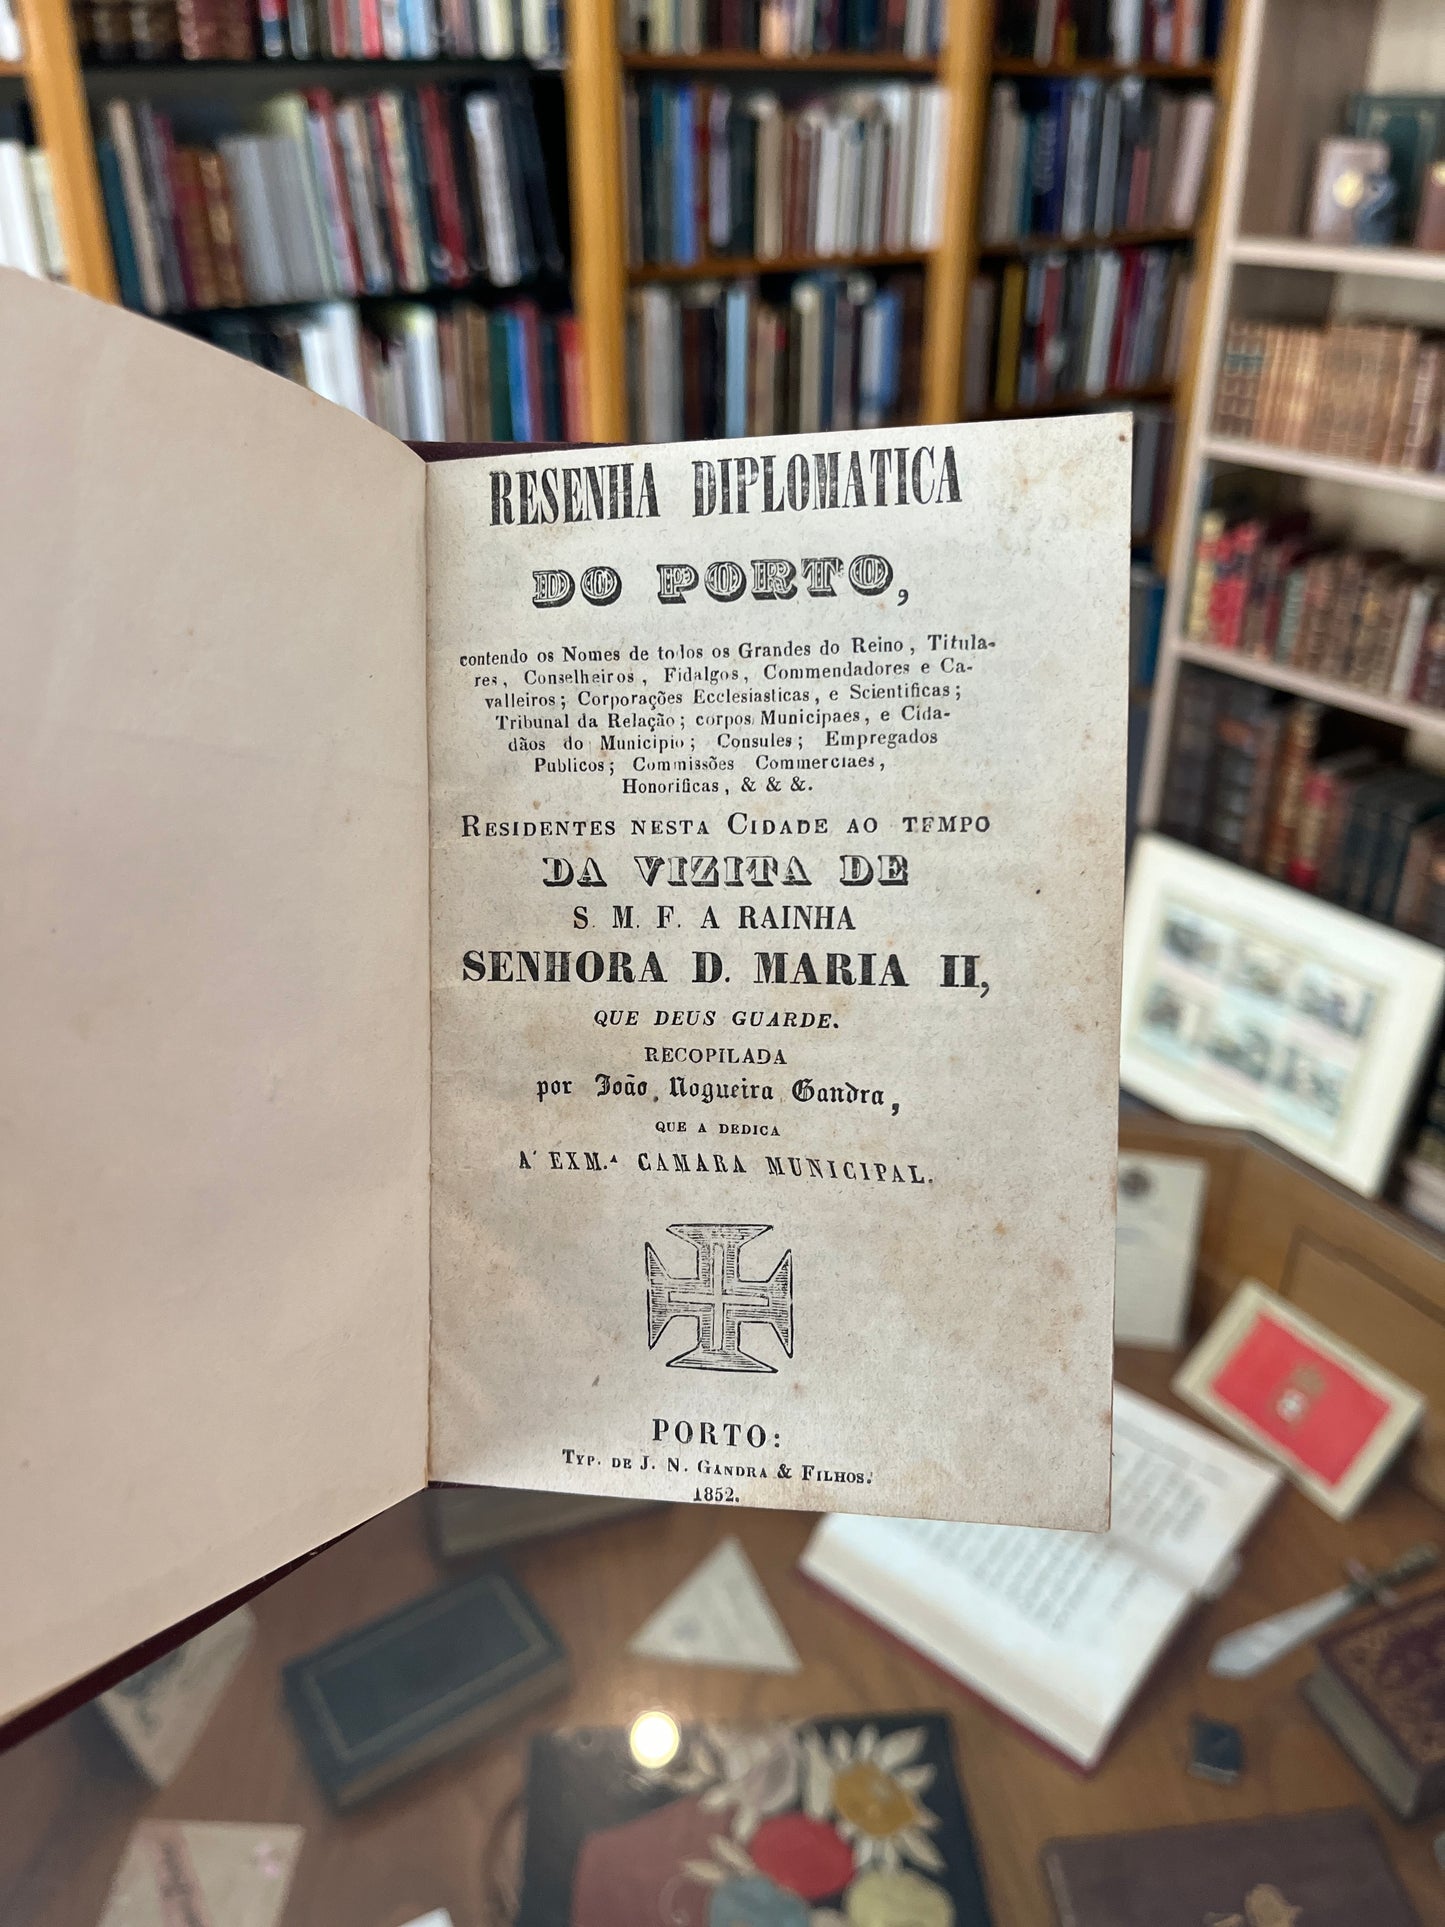 RESENHA DIPLOMATICA
DO PORTO,
contendo os Nomes de todos os Grandes do Reino, Titula-
res, Conselheiros, Fidalgos, Commendadores e Ca-
valleiros; Corporações Ecclesiasticas, e Scientificas;
Tribunal da Relação; corpos Municipaes, e Cida-
dãos do Municipio; Consules; Empregados
Publicos; Commissões Commerciaes,
Honorificas, & & &.
RESIDENTES NESTA CIDADE AO TEMPO
DA VIZITA DE
S. M. F. A RAINHA
SENHORA D. MARIA II,
QUE DEUS GUARDE.
RECOPILADA
por João Nogueira Gandra,
QUE A DEDICA
A' EXM.ª CAMARA MUNICIPAL.
PORTO:
TYP. DE J. N. GANDRA & FILHOS.
1852.